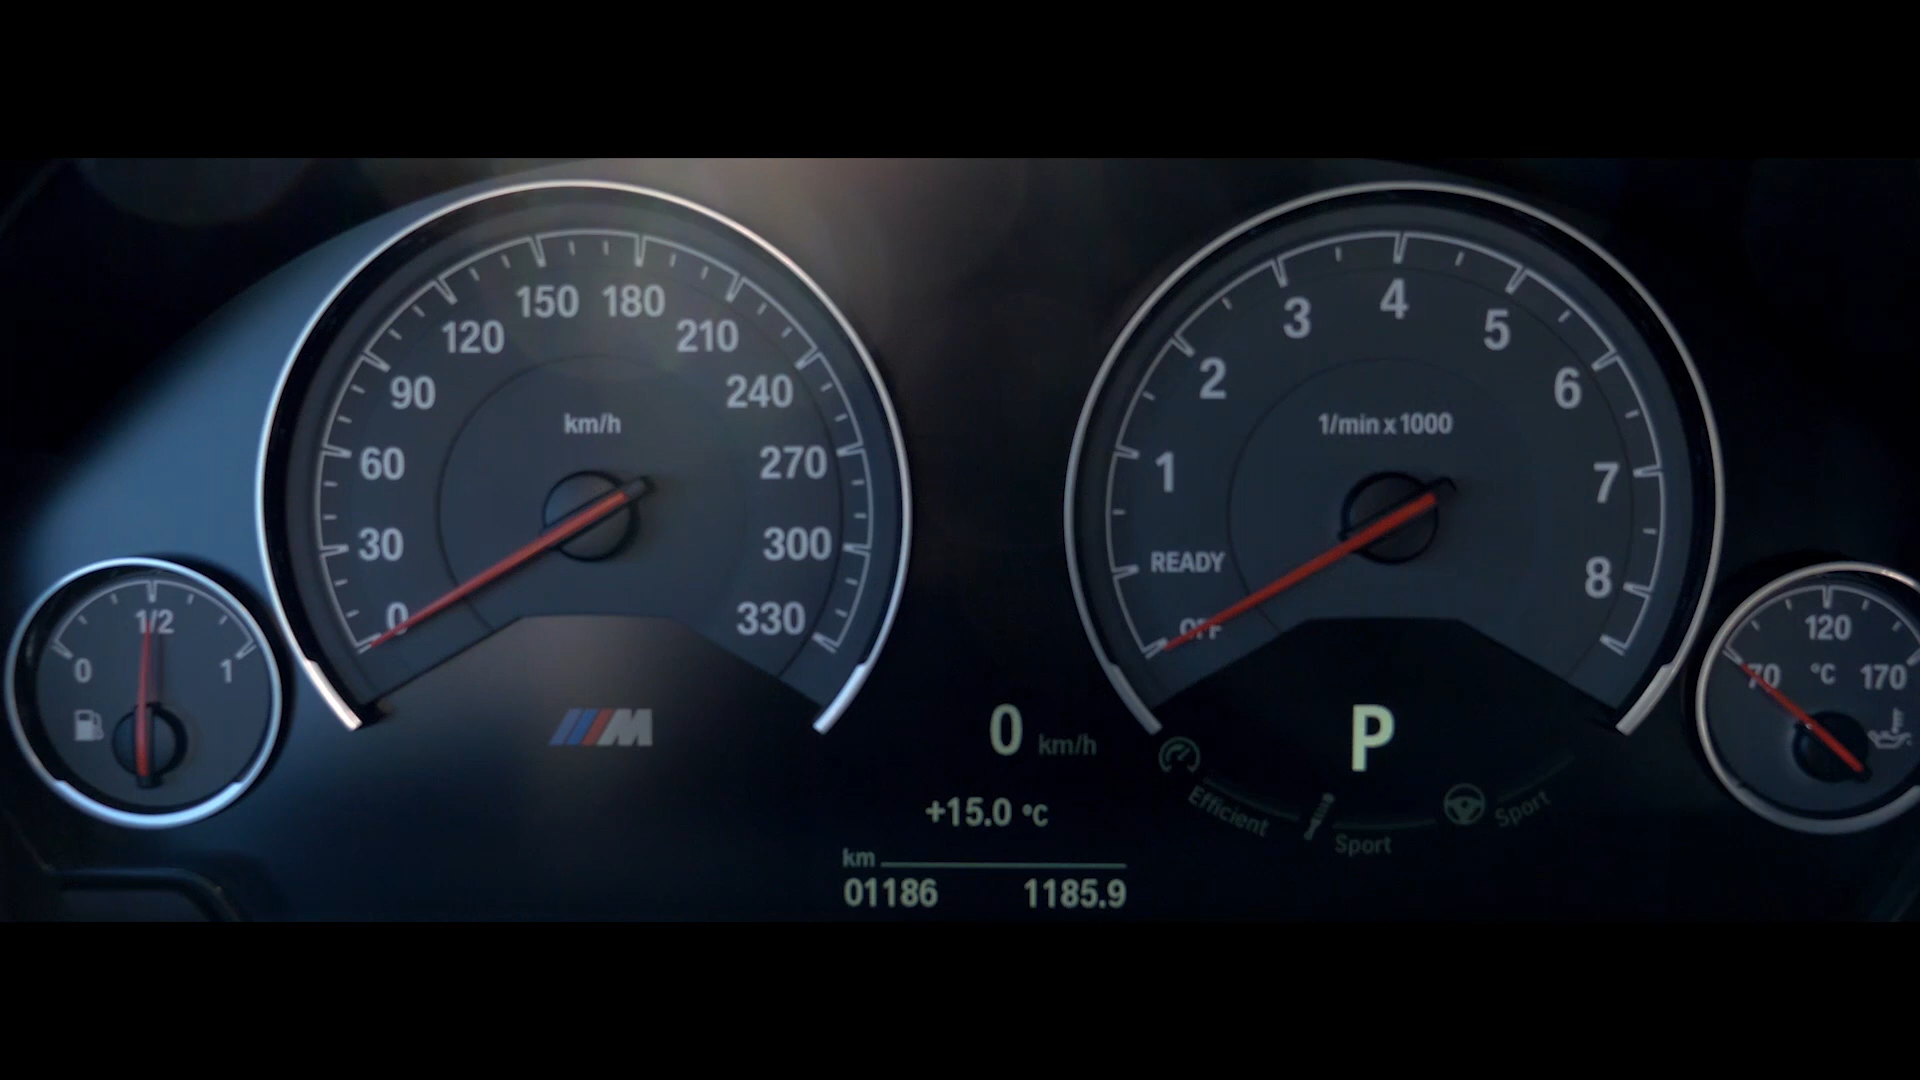 150 180
120 210
90 240
km/h
60 270
30 300
0 330
4
3 5
2 6
1/min x 1000
1 7
READY 8
OFF
1/2
0 1
120
70 °C 170
M
0 km/h
P
+15.0 °C
Efficient
Sport
Sport
km
01186 1185.9